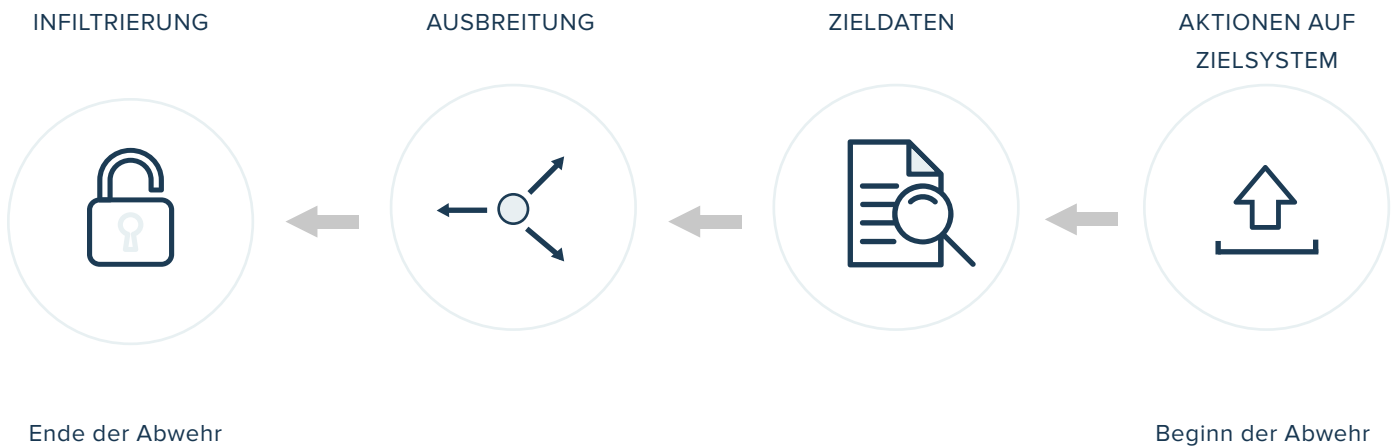 INFILTRIERUNG
AUSBREITUNG
ZIELDATEN
AKTIONEN AUF
ZIELSYSTEM
Ende der Abwehr
Beginn der Abwehr